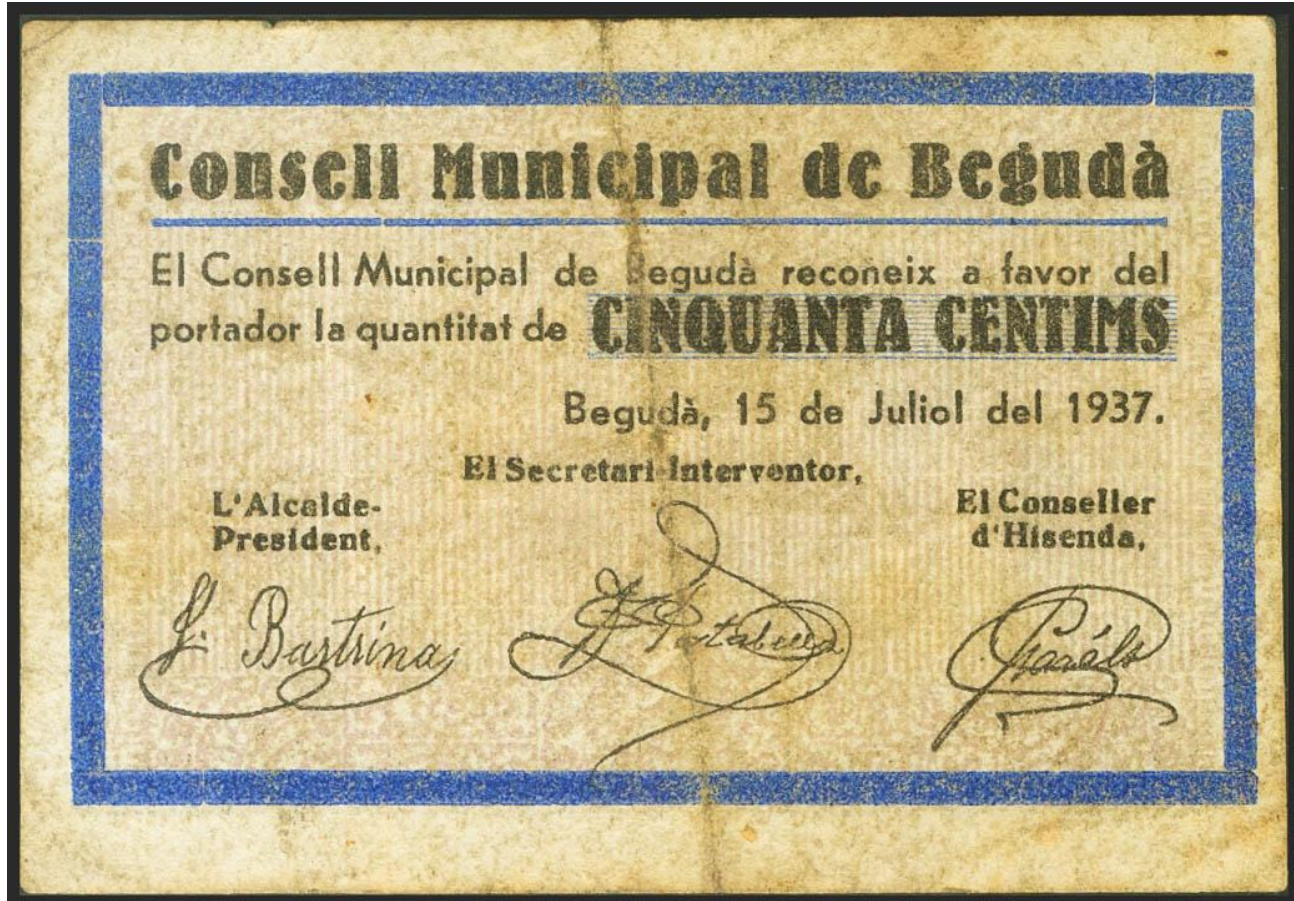 Consell Municipal de Begudà
El Consell Municipal de Begudà reconeix a favor del
portador la quantitat de CINQUANTA CENTIMS
Begudà, 15 de Juliol del 1937.
El Secretari-Interventor,
L'Alcalde-
President,
El Conseller
d'Hisenda,
Bartrina